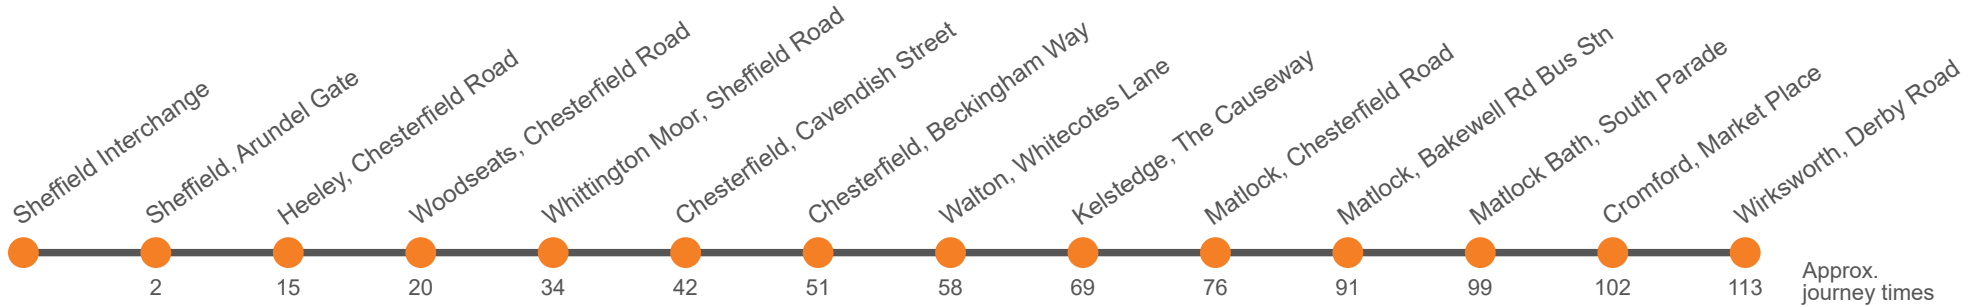 Sheffield Interchange
Sheffield, Arundel Gate
Heeley, Chesterfield Road
Woodseats, Chesterfield Road
Whittington Moor, Sheffield Road
Chesterfield, Cavendish Street
Chesterfield, Beckingham Way
Walton, Whitecotes Lane
Kelstedge, The Causeway
Matlock, Chesterfield Road
Matlock, Bakewell Rd Bus Stn
Matlock Bath, South Parade
Cromford, Market Place
Wirksworth, Derby Road
2 15 20 34 42 51 58 69 76 91 99 102 113
Approx.
journey times